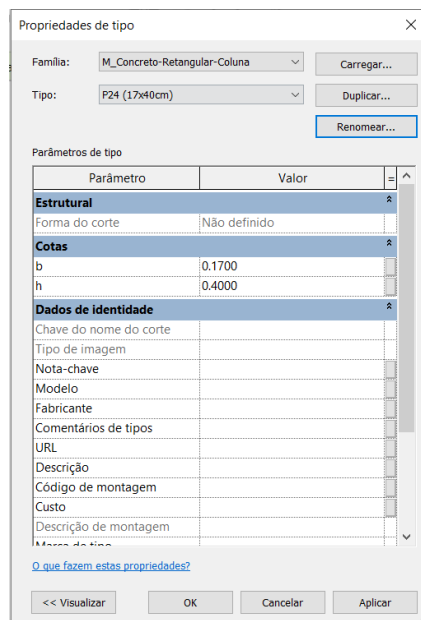 Propriedades de tipo
Família: M_Concreto-Retangular-Coluna Carregar...
Tipo: P24 (17x40cm) Duplicar...
Renomear...
Parâmetros de tipo
Parâmetro Valor =
Estrutural
Forma do corte Não definido
Cotas
b 0.1700
h 0.4000
Dados de identidade
Chave do nome do corte
Tipo de imagem
Nota-chave
Modelo
Fabricante
Comentários de tipos
URL
Descrição
Código de montagem
Custo
Descrição de montagem
Marca de tipo
O que fazem estas propriedades?
<< Visualizar OK Cancelar Aplicar